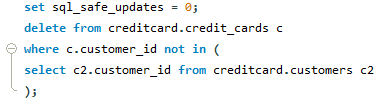 set sql_safe_updates = 0;
delete from creditcard.credit_cards c
where c.customer_id not in (
select c2.customer_id from creditcard.customers c2
);